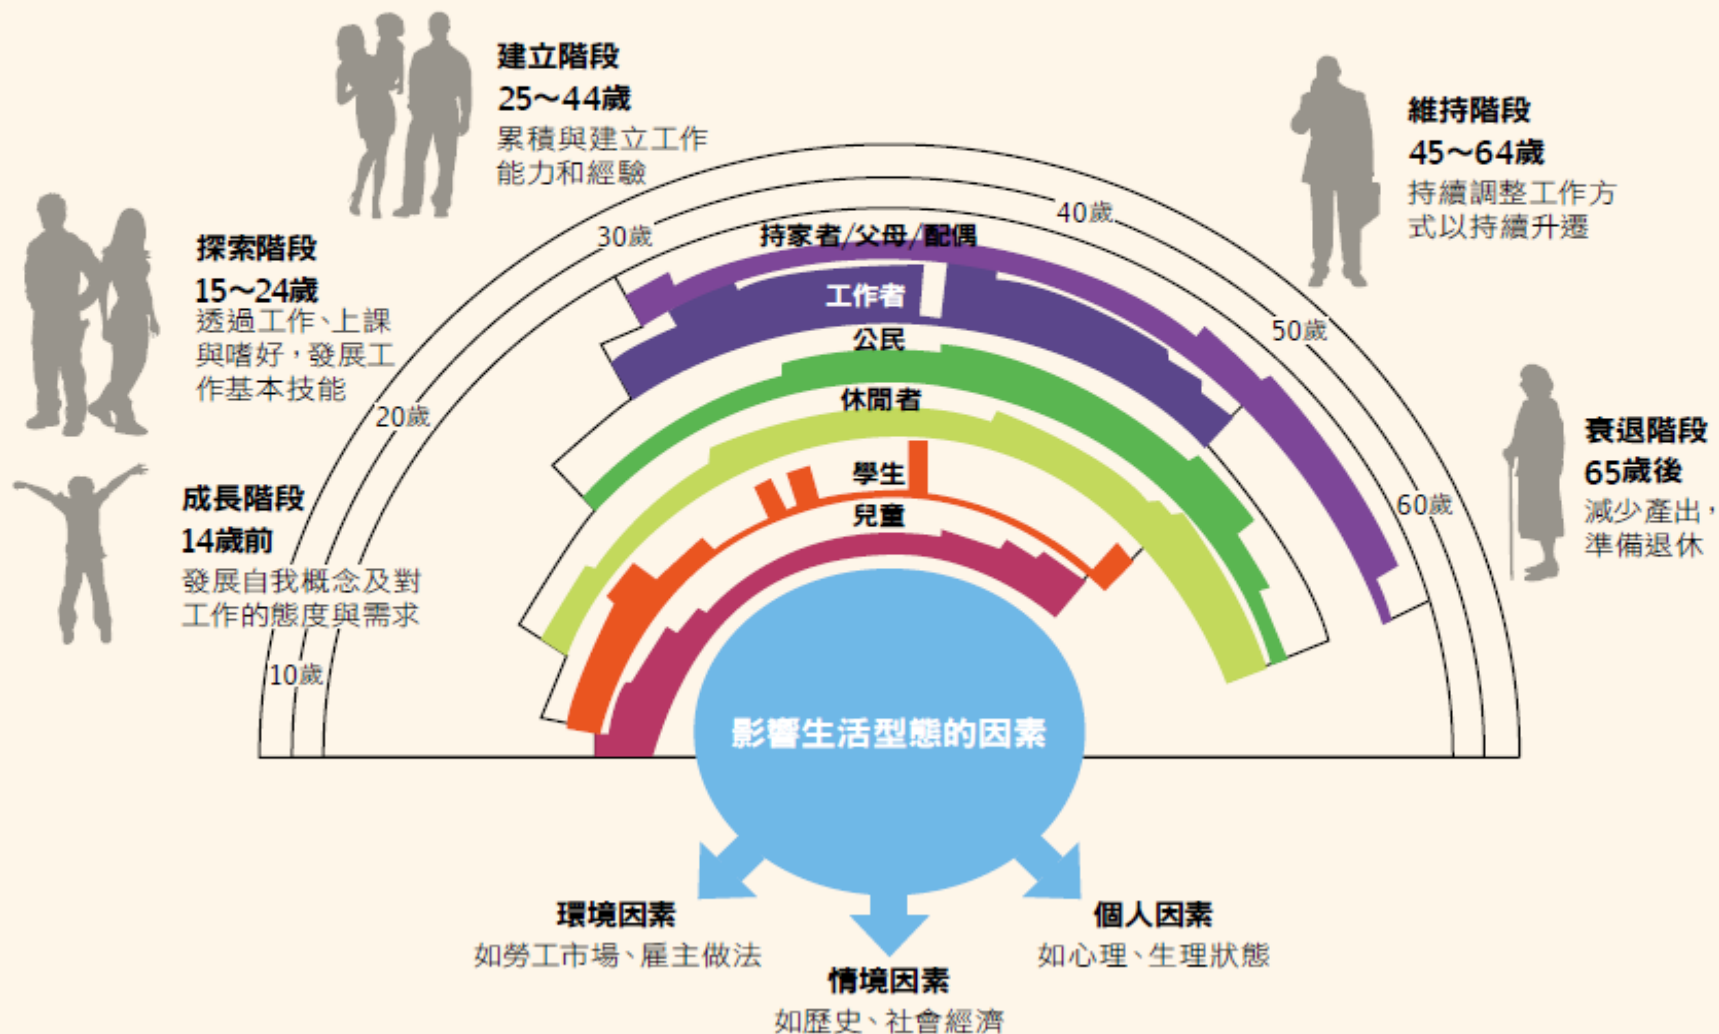 建立階段
25～44歲
累積與建立工作
能力和經驗
維持階段
45～64歲
持續調整工作方
式以持續升遷
探索階段
15～24歲
透過工作、上課
與嗜好，發展工
作基本技能
成長階段
14歲前
發展自我概念及對
工作的態度與需求
衰退階段
65歲後
減少產出，
準備退休
10歲
20歲
30歲
40歲
50歲
60歲
持家者/父母/配偶
工作者
公民
休閒者
學生
兒童
影響生活型態的因素
環境因素
如勞工市場、雇主做法
情境因素
如歷史、社會經濟
個人因素
如心理、生理狀態